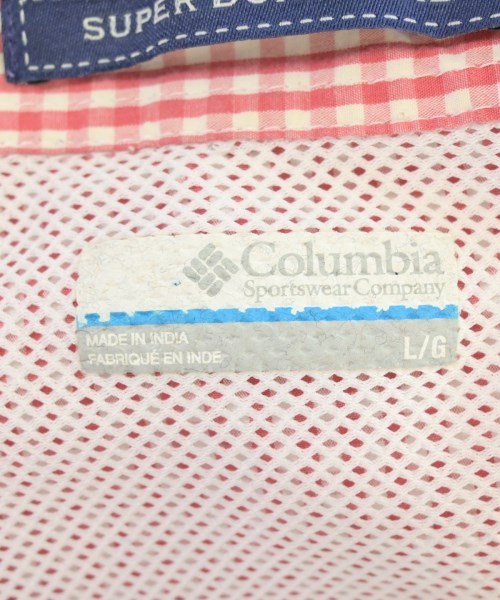 SUPER
Columbia
Sportswear Company
MADE IN INDIA
FABRIQUÉ EN INDE
L/G